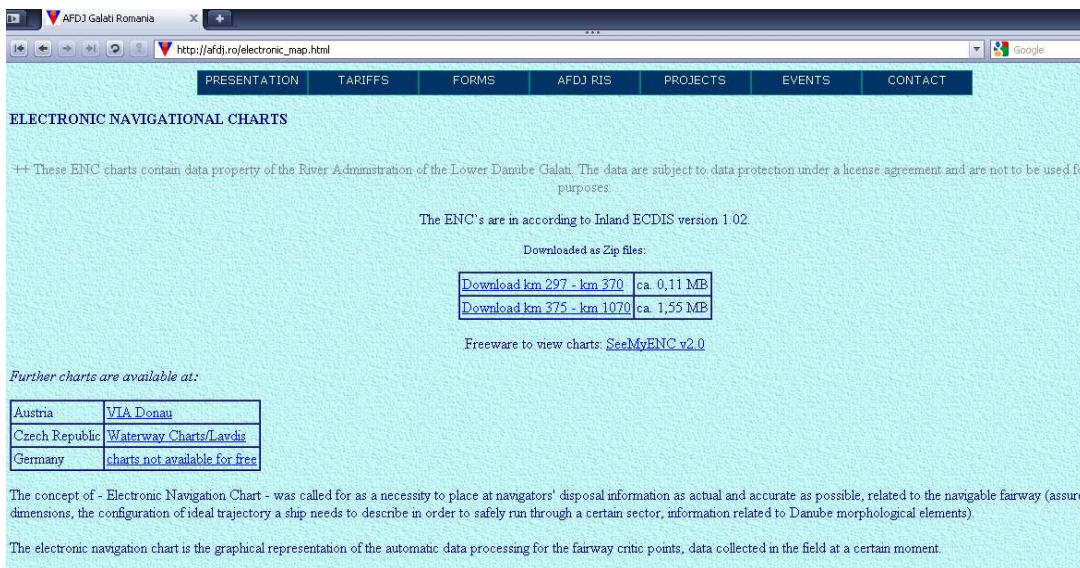 AFDJ Galati Romania
http://afdj.ro/electronic_map.html
Google
PRESENTATION TARIFFS FORMS AFDJ RIS PROJECTS EVENTS CONTACT
ELECTRONIC NAVIGATIONAL CHARTS
++ These ENC charts contain data property of the River Administration of the Lower Danube Galati. The data are subject to data protection under a license agreement and are not to be used
purposes.
The ENC`s are in according to Inland ECDIS version 1.02.
Downloaded as Zip files:
Download km 297 - km 370 ca. 0,11 MB
Download km 375 - km 1070 ca. 1,55 MB
Freeware to view charts: SeeMyENC v2.0
Further charts are available at:
Austria VIA Donau
Czech Republic Waterway Charts/Lavdis
Germany charts not available for free
The concept of - Electronic Navigation Chart - was called for as a necessity to place at navigators' disposal information as actual and accurate as possible, related to the navigable fairway (assure
dimensions, the configuration of ideal trajectory a ship needs to describe in order to safely run through a certain sector, information related to Danube morphological elements).
The electronic navigation chart is the graphical representation of the automatic data processing for the fairway critic points, data collected in the field at a certain moment.